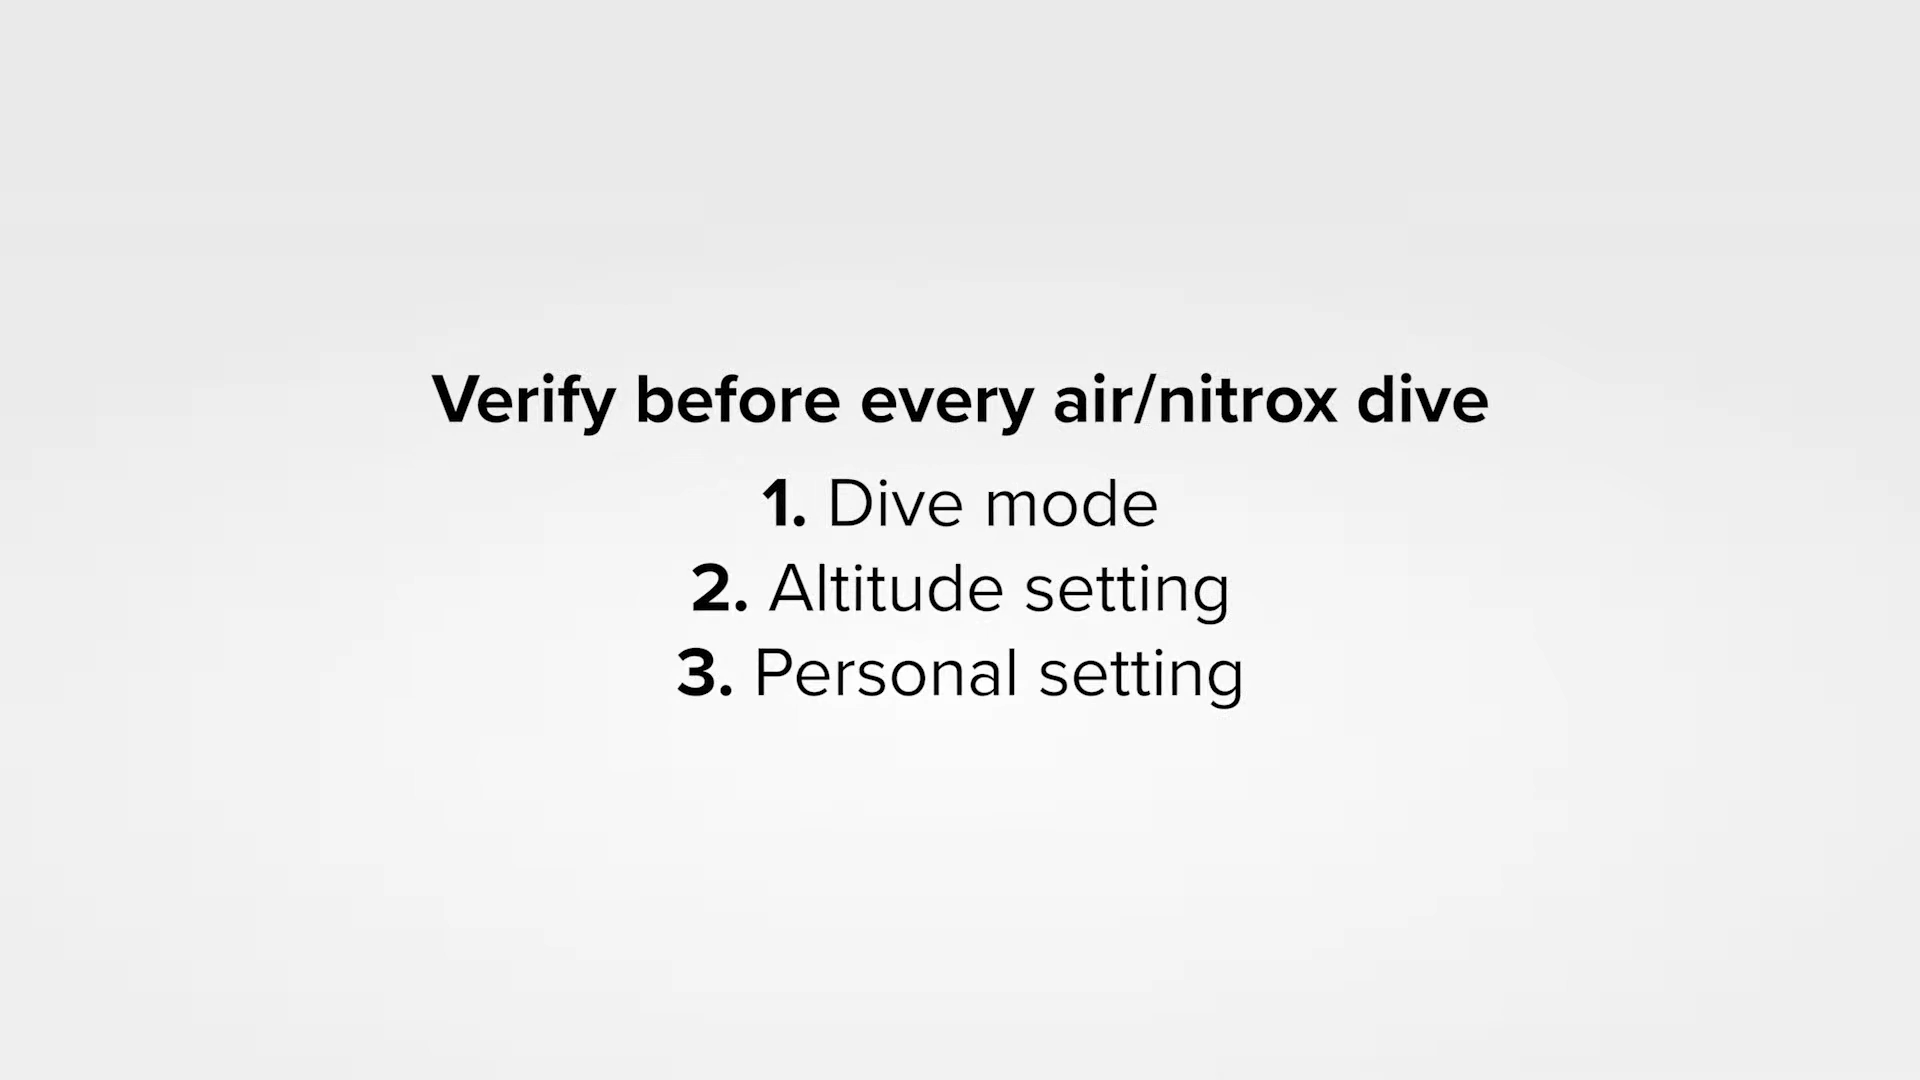 Verify before every air/nitrox dive
1. Dive mode
2. Altitude setting
3. Personal setting